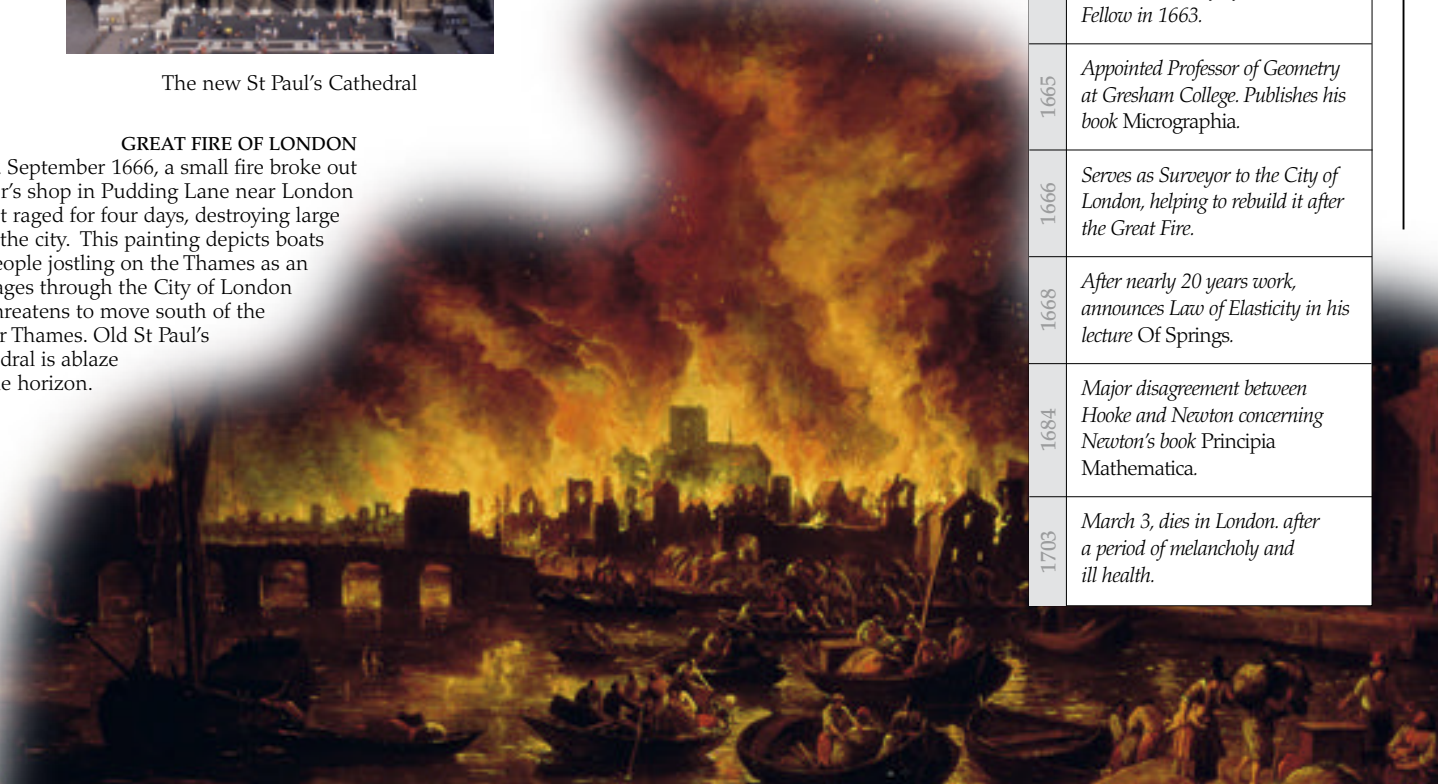 The new St Paul's Cathedral
GREAT FIRE OF LONDON
September 1666, a small fire broke out
r's shop in Pudding Lane near London
t raged for four days, destroying large
the city. This painting depicts boats
eople jostling on the Thames as an
ages through the City of London
hreatens to move south of the
r Thames. Old St Paul's
dral is ablaze
e horizon.
Fellow in 1663.
1665
Appointed Professor of Geometry
at Gresham College. Publishes his
book Micrographia.
1666
Serves as Surveyor to the City of
London, helping to rebuild it after
the Great Fire.
1668
After nearly 20 years work,
announces Law of Elasticity in his
lecture Of Springs.
1684
Major disagreement between
Hooke and Newton concerning
Newton's book Principia
Mathematica.
1703
March 3, dies in London. after
a period of melancholy and
ill health.